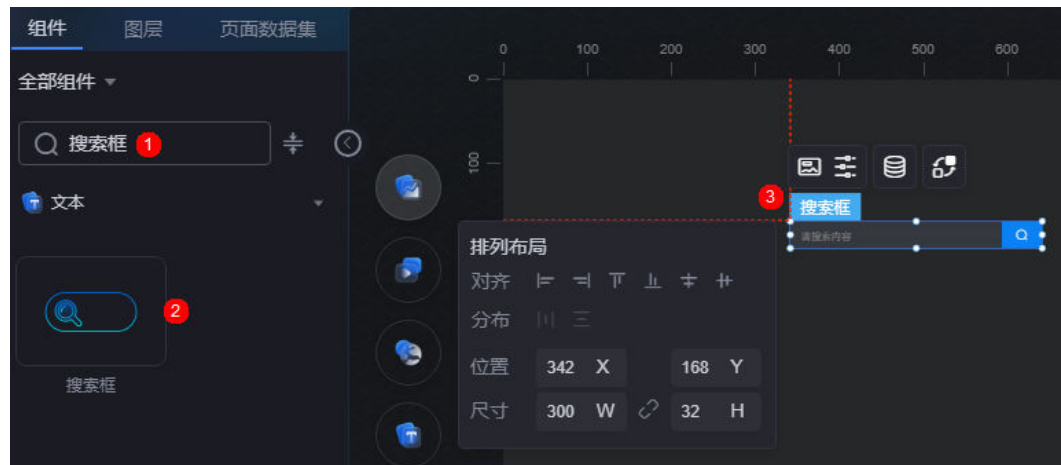 组件 图层 页面数据集
全部组件
搜索框 1
文本
2
搜索框
0 100 200 300 400 500 600
0
100
3
搜索框
请搜索内容
排列布局
对齐
分布
位置 342 X 168 Y
尺寸 300 W 32 H